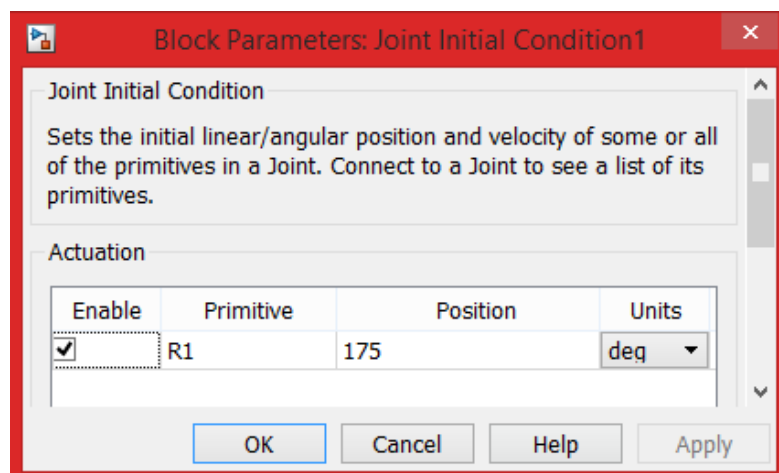 Block Parameters: Joint Initial Condition1
Joint Initial Condition
Sets the initial linear/angular position and velocity of some or all
of the primitives in a Joint. Connect to a Joint to see a list of its
primitives.
Actuation
Enable Primitive Position Units
R1 175 deg
OK Cancel Help Apply